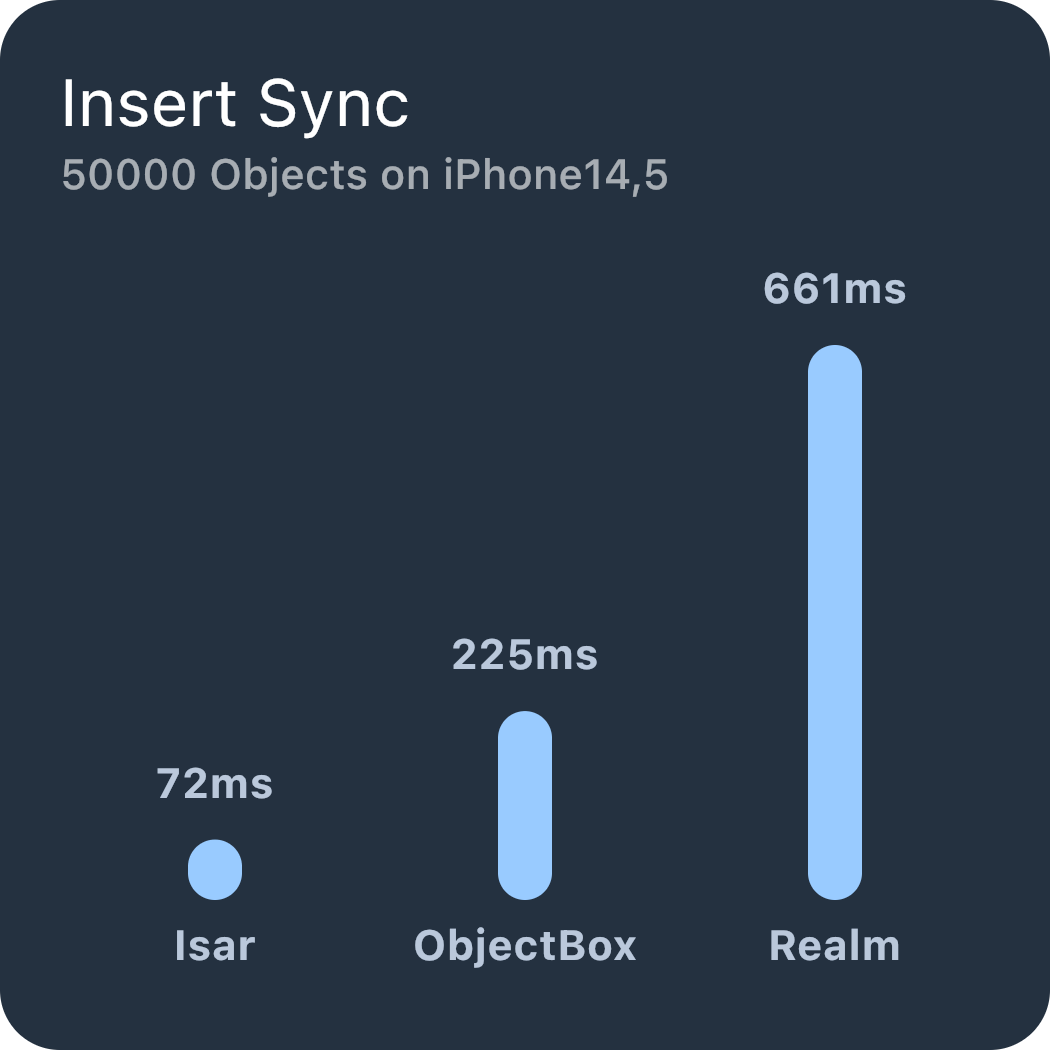 Insert Sync
50000 Objects on iPhone14,5
661ms
225ms
72ms
Isar ObjectBox Realm